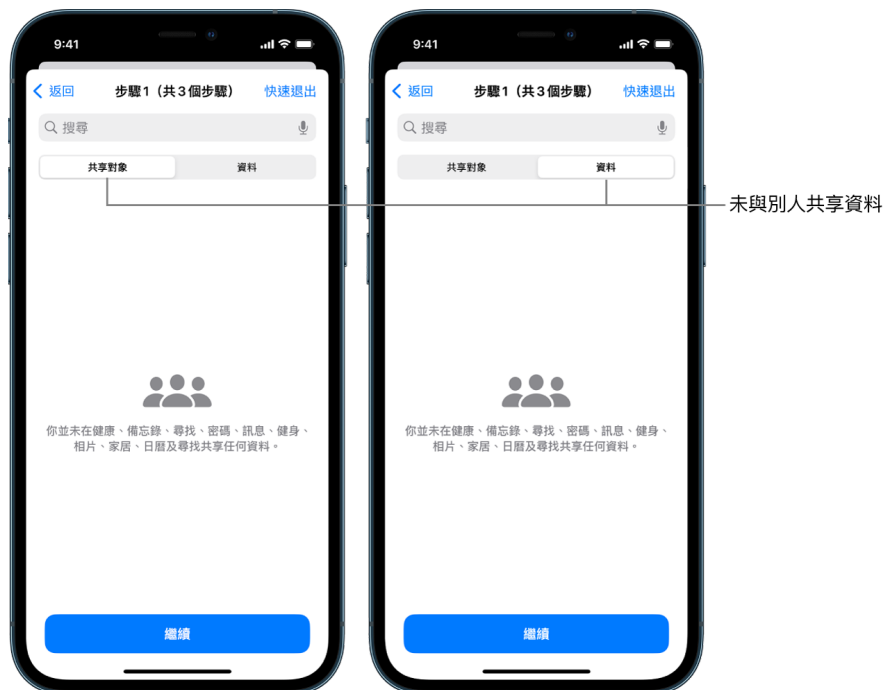 9:41
返回
步驟1（共3個步驟）
快速退出
搜尋
共享對象
資料
你並未在健康、備忘錄、尋找、密碼、訊息、健身、
相片、家居、日曆及尋找共享任何資料。
繼續
9:41
返回
步驟1（共3個步驟）
快速退出
搜尋
共享對象
資料
你並未在健康、備忘錄、尋找、密碼、訊息、健身、
相片、家居、日曆及尋找共享任何資料。
繼續
未與別人共享資料